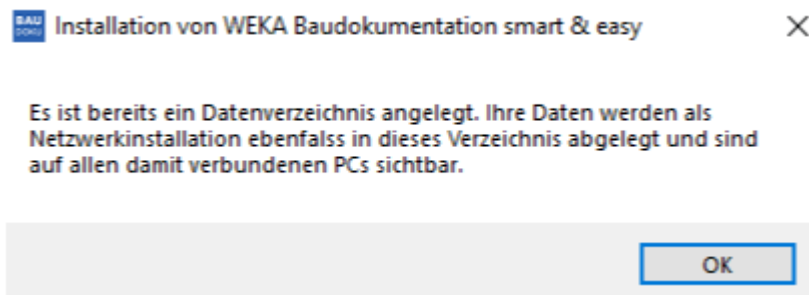 BAU
DOKU
Installation von WEKA Baudokumentation smart & easy
Es ist bereits ein Datenverzeichnis angelegt. Ihre Daten werden als
Netzwerkinstallation ebenfalss in dieses Verzeichnis abgelegt und sind
auf allen damit verbundenen PCs sichtbar.
OK